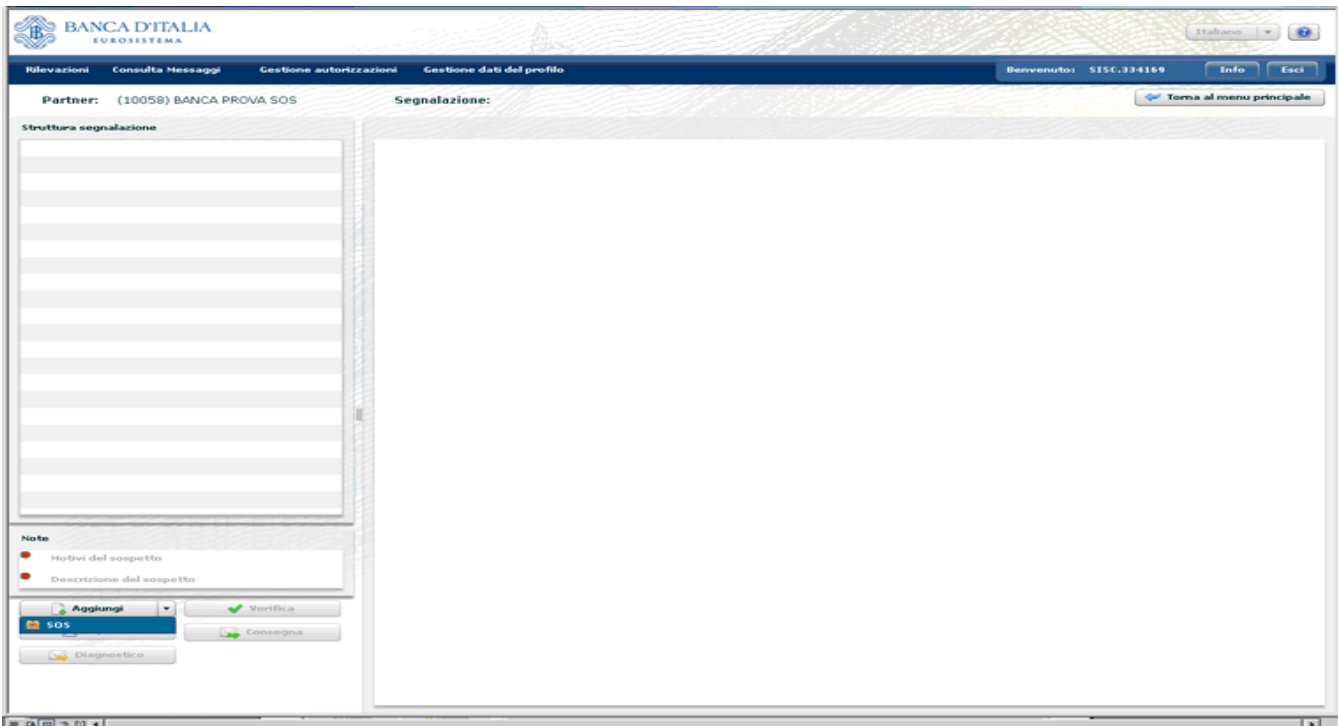 BANCA D'ITALIA
EUROSISTEMA
Italiano
Rilevazioni Consulta Messaggi Gestione autorizzazioni Gestione dati del profilo Benvenuto: SISC.334169 Info Esci
Partner: (10058) BANCA PROVA SOS Segnalazione: Torna al menu principale
Struttura segnalazione
Note
Motivi del sospetto
Descrizione del sospetto
Aggiungi Verifica
SOS
Consegna
Diagnostico